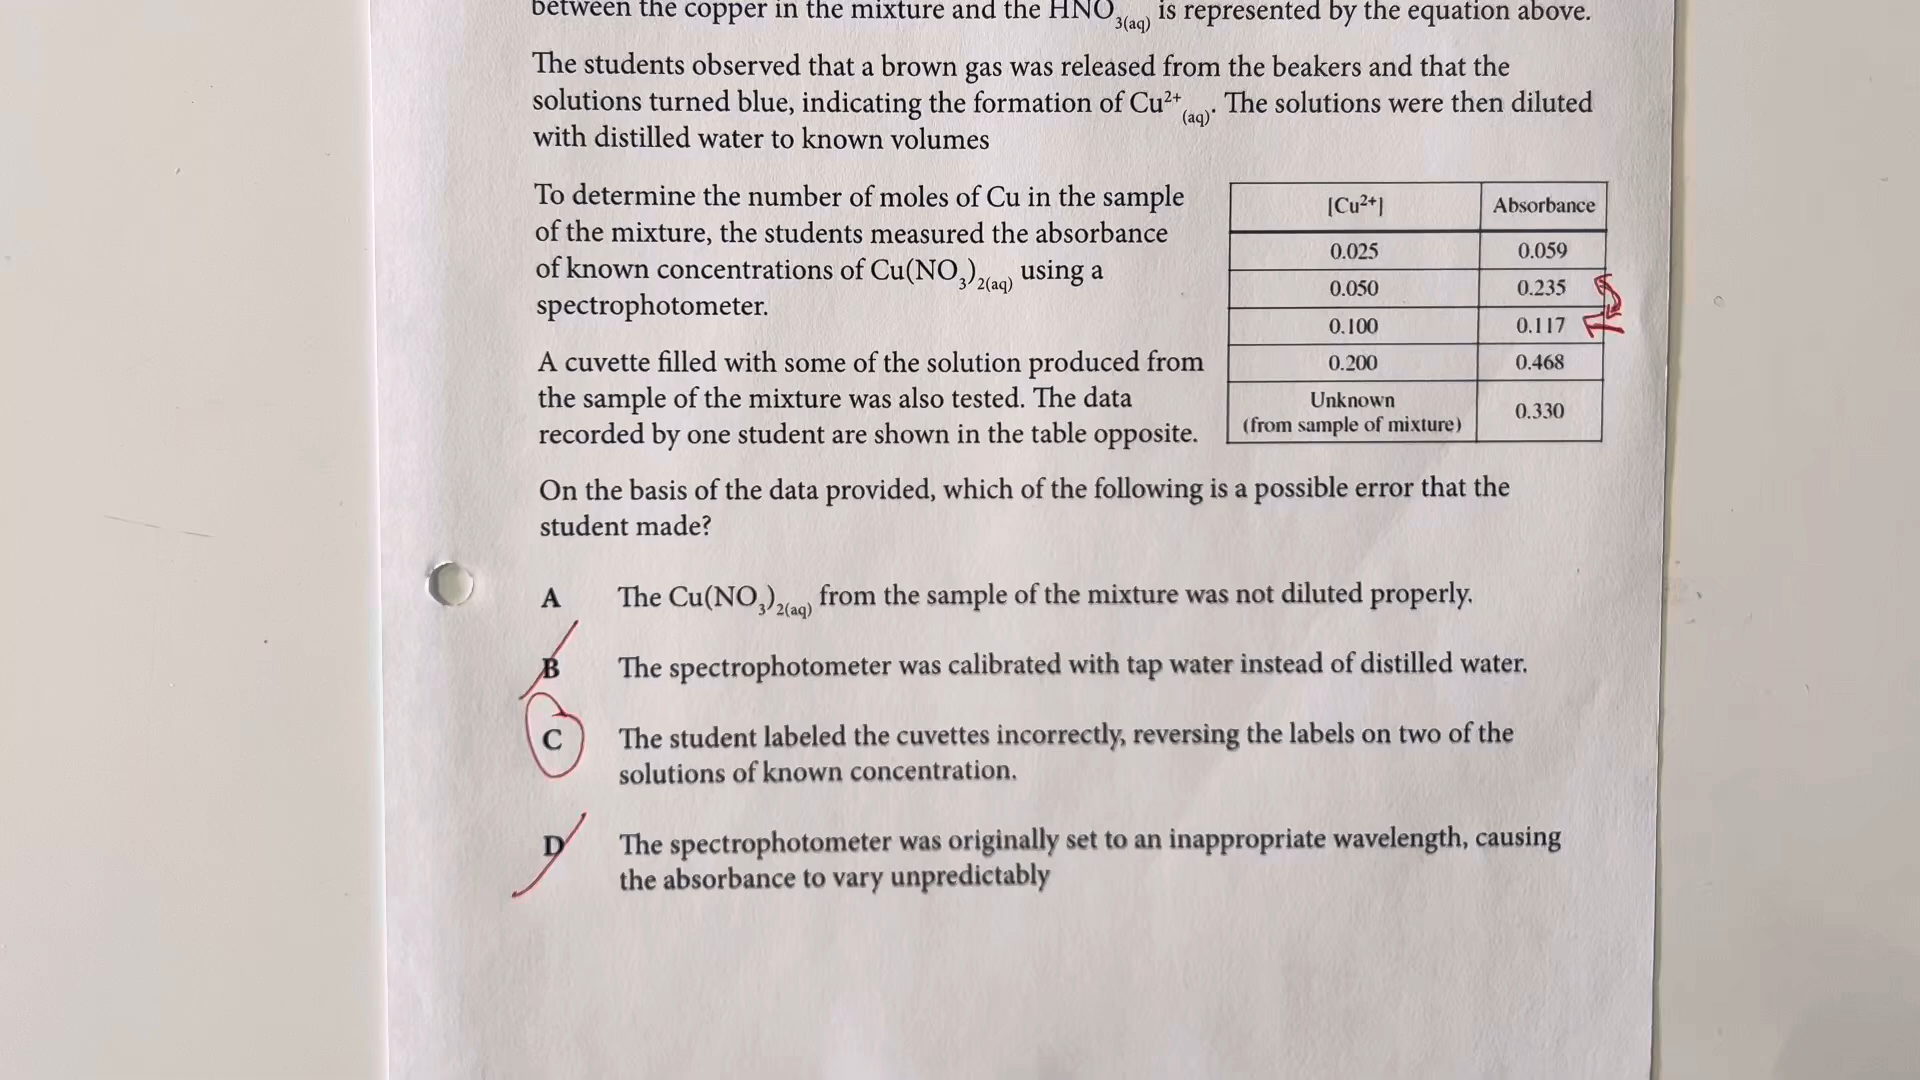 between the copper in the mixture and the HNO3(aq) is represented by the equation above.
The students observed that a brown gas was released from the beakers and that the
solutions turned blue, indicating the formation of Cu²⁺(aq). The solutions were then diluted
with distilled water to known volumes
To determine the number of moles of Cu in the sample
of the mixture, the students measured the absorbance
of known concentrations of Cu(NO3)2(aq) using a
spectrophotometer.
A cuvette filled with some of the solution produced from
the sample of the mixture was also tested. The data
recorded by one student are shown in the table opposite.
[Cu²⁺] Absorbance
0.025 0.059
0.050 0.235
0.100 0.117
0.200 0.468
Unknown
(from sample of mixture) 0.330
On the basis of the data provided, which of the following is a possible error that the
student made?
A The Cu(NO3)2(aq) from the sample of the mixture was not diluted properly.
B The spectrophotometer was calibrated with tap water instead of distilled water.
C The student labeled the cuvettes incorrectly, reversing the labels on two of the
solutions of known concentration.
D The spectrophotometer was originally set to an inappropriate wavelength, causing
the absorbance to vary unpredictably